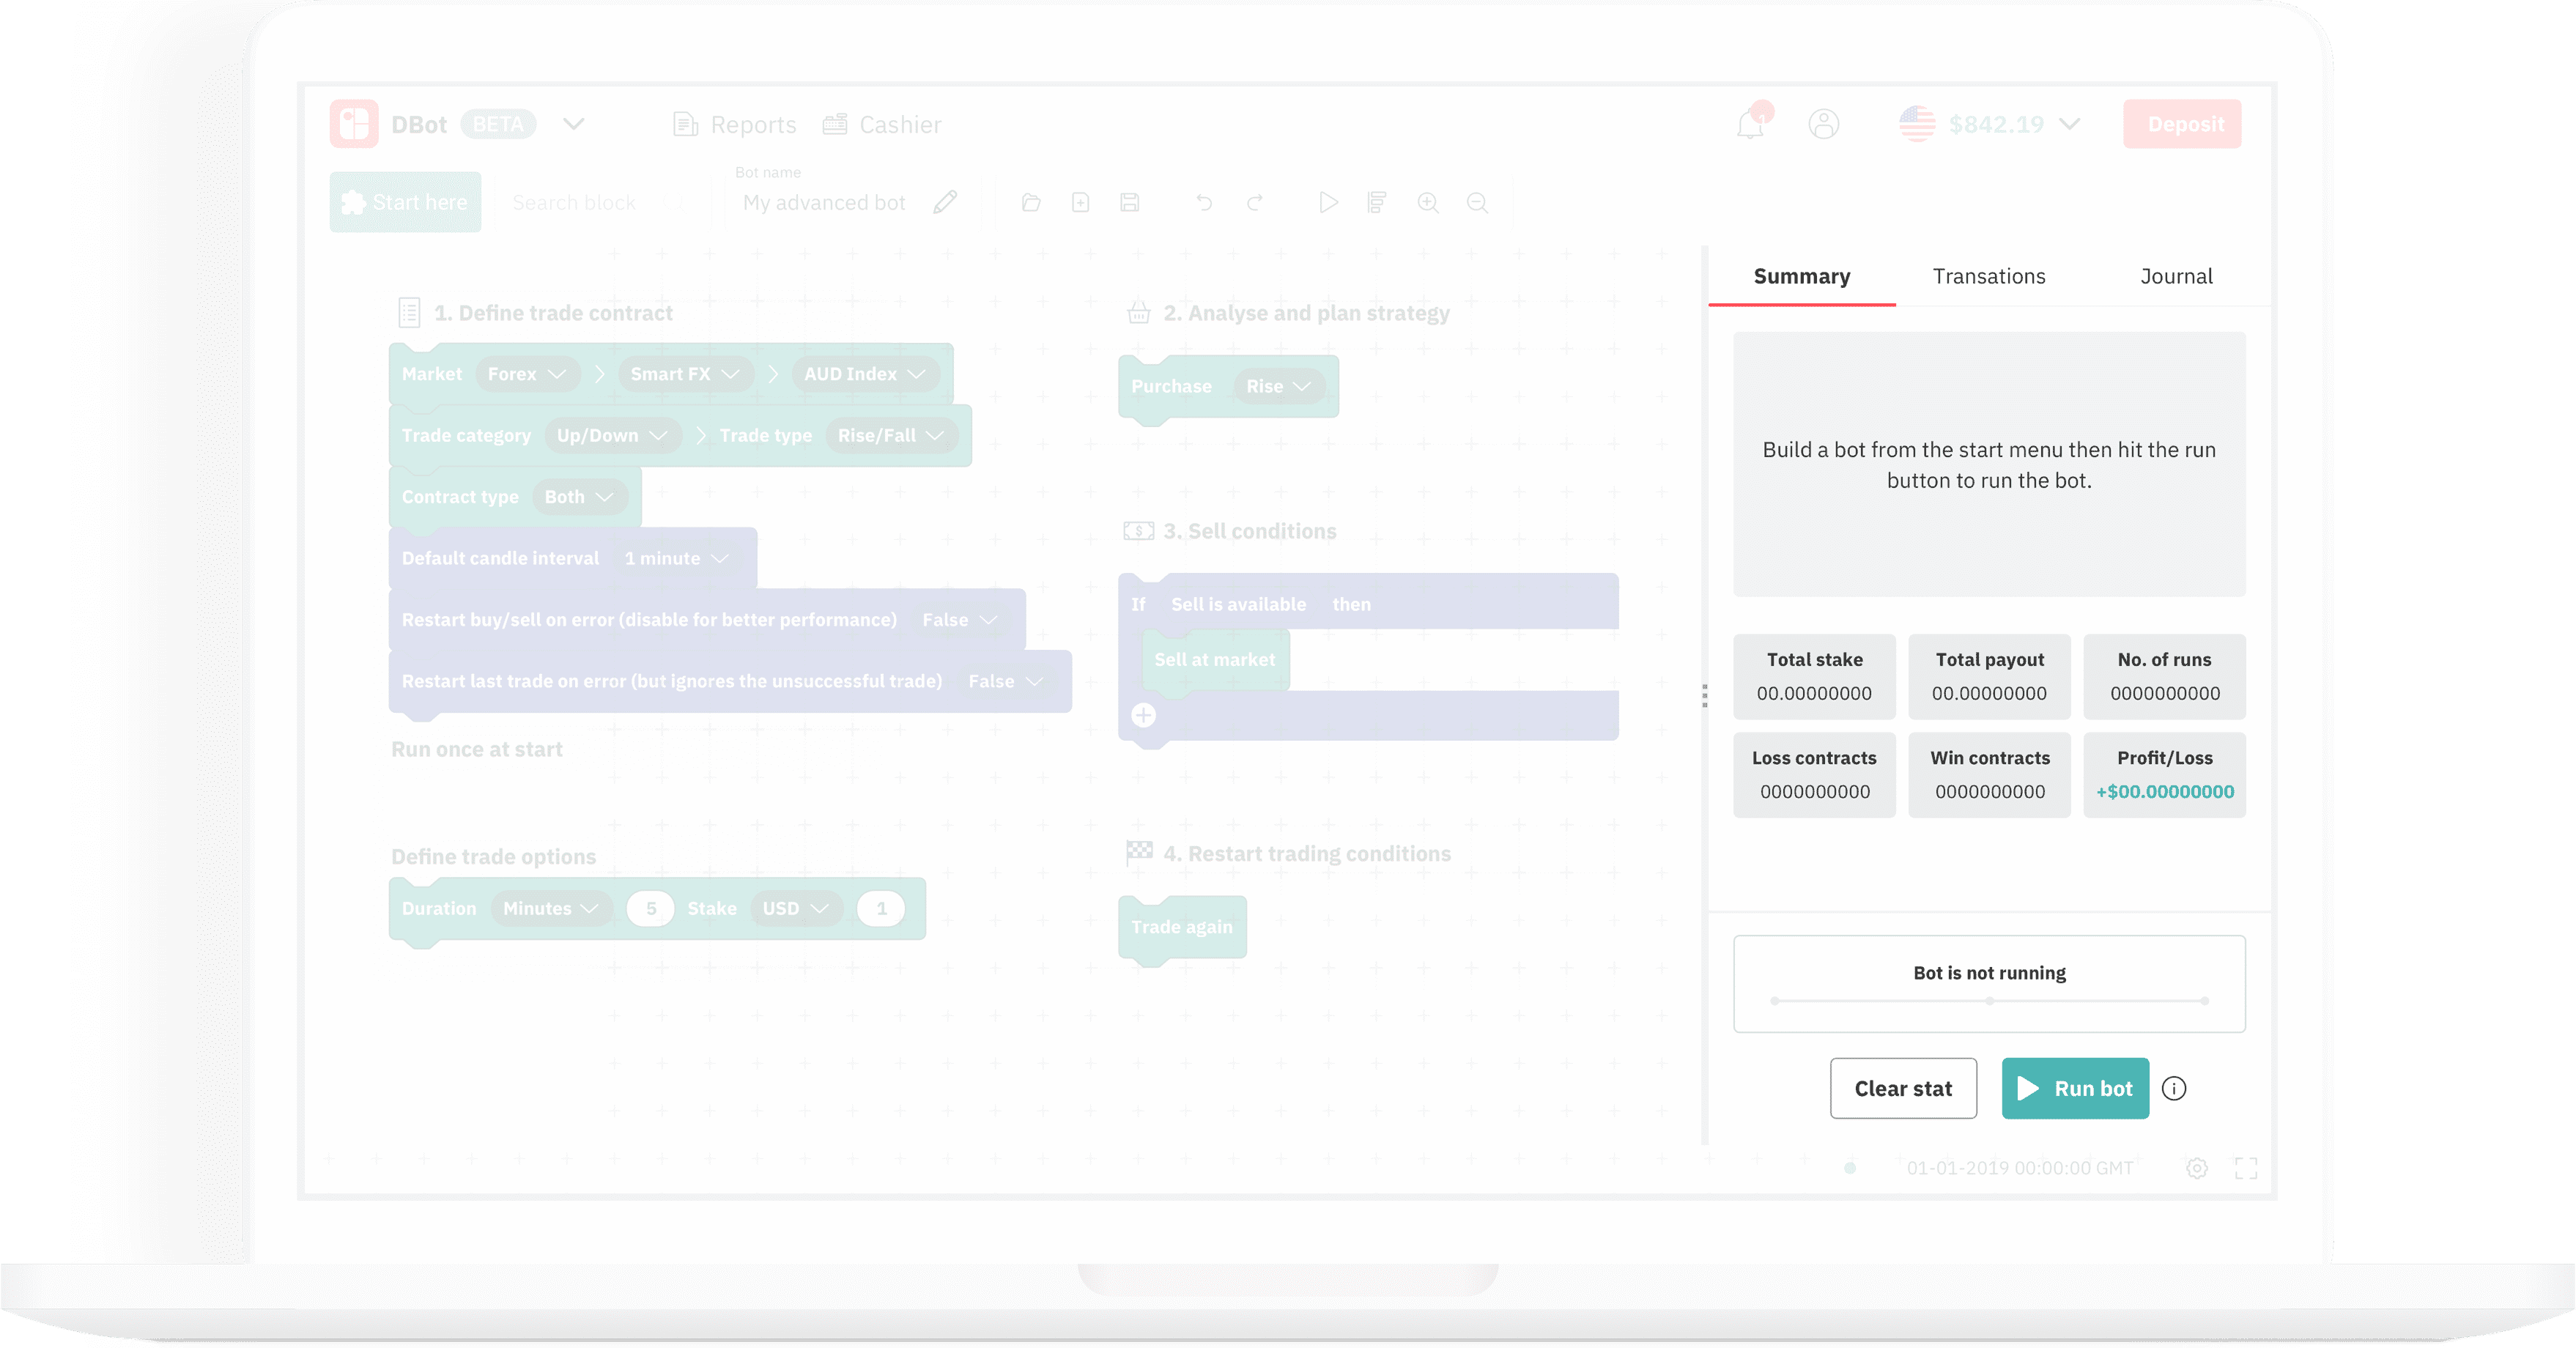 DBot BETA Reports Cashier 1 $842.19 Deposit
Bot name
Start here Search block My advanced bot
1. Define trade contract
Market Forex Smart FX AUD Index
Trade category Up/Down Trade type Rise/Fall
Contract type Both
Default candle interval 1 minute
Restart buy/sell on error (disable for better performance) False
Restart last trade on error (but ignores the unsuccessful trade) False
Run once at start
Define trade options
Duration Minutes 5 Stake USD 1
2. Analyse and plan strategy
Purchase Rise
3. Sell conditions
If Sell is available then
Sell at market
4. Restart trading conditions
Trade again
Summary Transations Journal
Build a bot from the start menu then hit the run
button to run the bot.
Total stake Total payout No. of runs
00.00000000 00.00000000 0000000000
Loss contracts Win contracts Profit/Loss
0000000000 0000000000 +$00.00000000
Bot is not running
Clear stat Run bot
01-01-2019 00:00:00 GMT